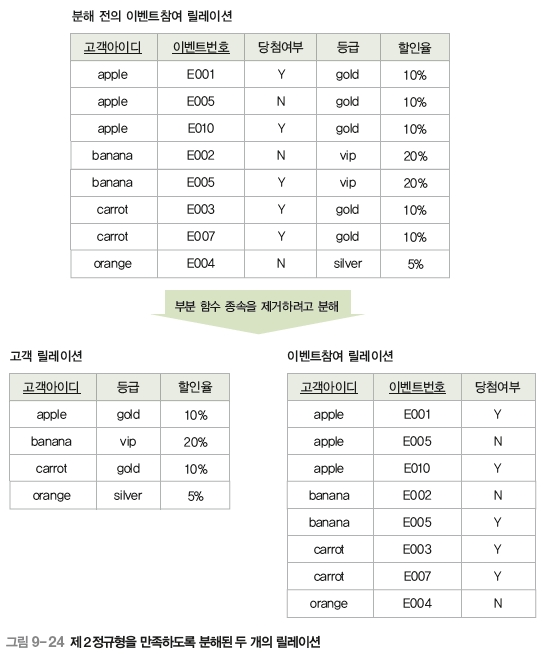 분해 전의 이벤트참여 릴레이션
고객아이디 이벤트번호 당첨여부 등급 할인율
apple E001 Y gold 10%
apple E005 N gold 10%
apple E010 Y gold 10%
banana E002 N vip 20%
banana E005 Y vip 20%
carrot E003 Y gold 10%
carrot E007 Y gold 10%
orange E004 N silver 5%
부분 함수 종속을 제거하려고 분해
고객 릴레이션
고객아이디 등급 할인율
apple gold 10%
banana vip 20%
carrot gold 10%
orange silver 5%
이벤트참여 릴레이션
고객아이디 이벤트번호 당첨여부
apple E001 Y
apple E005 N
apple E010 Y
banana E002 N
banana E005 Y
carrot E003 Y
carrot E007 Y
orange E004 N
그림 9-24 제2정규형을 만족하도록 분해된 두 개의 릴레이션